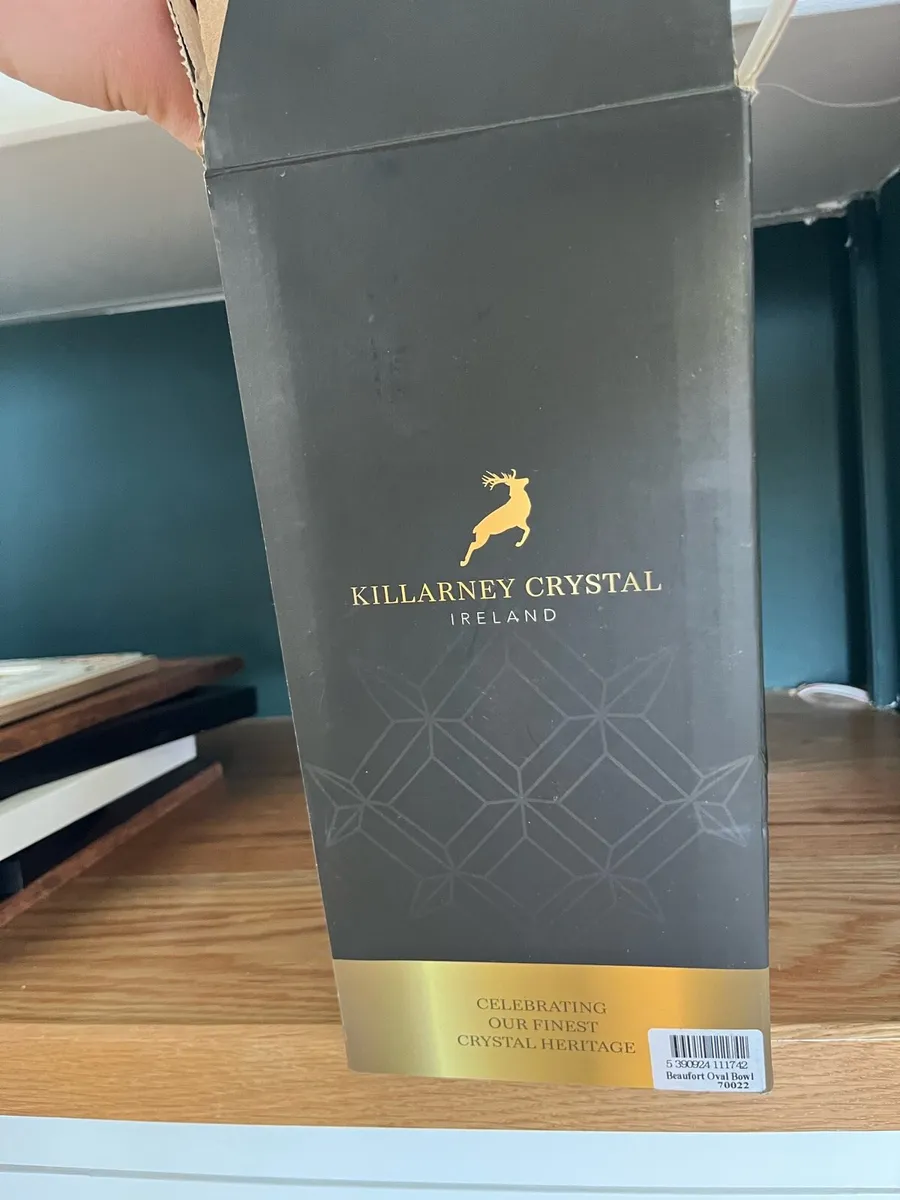 KILLARNEY CRYSTAL
IRELAND
CELEBRATING
OUR FINEST
CRYSTAL HERITAGE
5 390924 111742
Beaufort Oval Bowl
70022